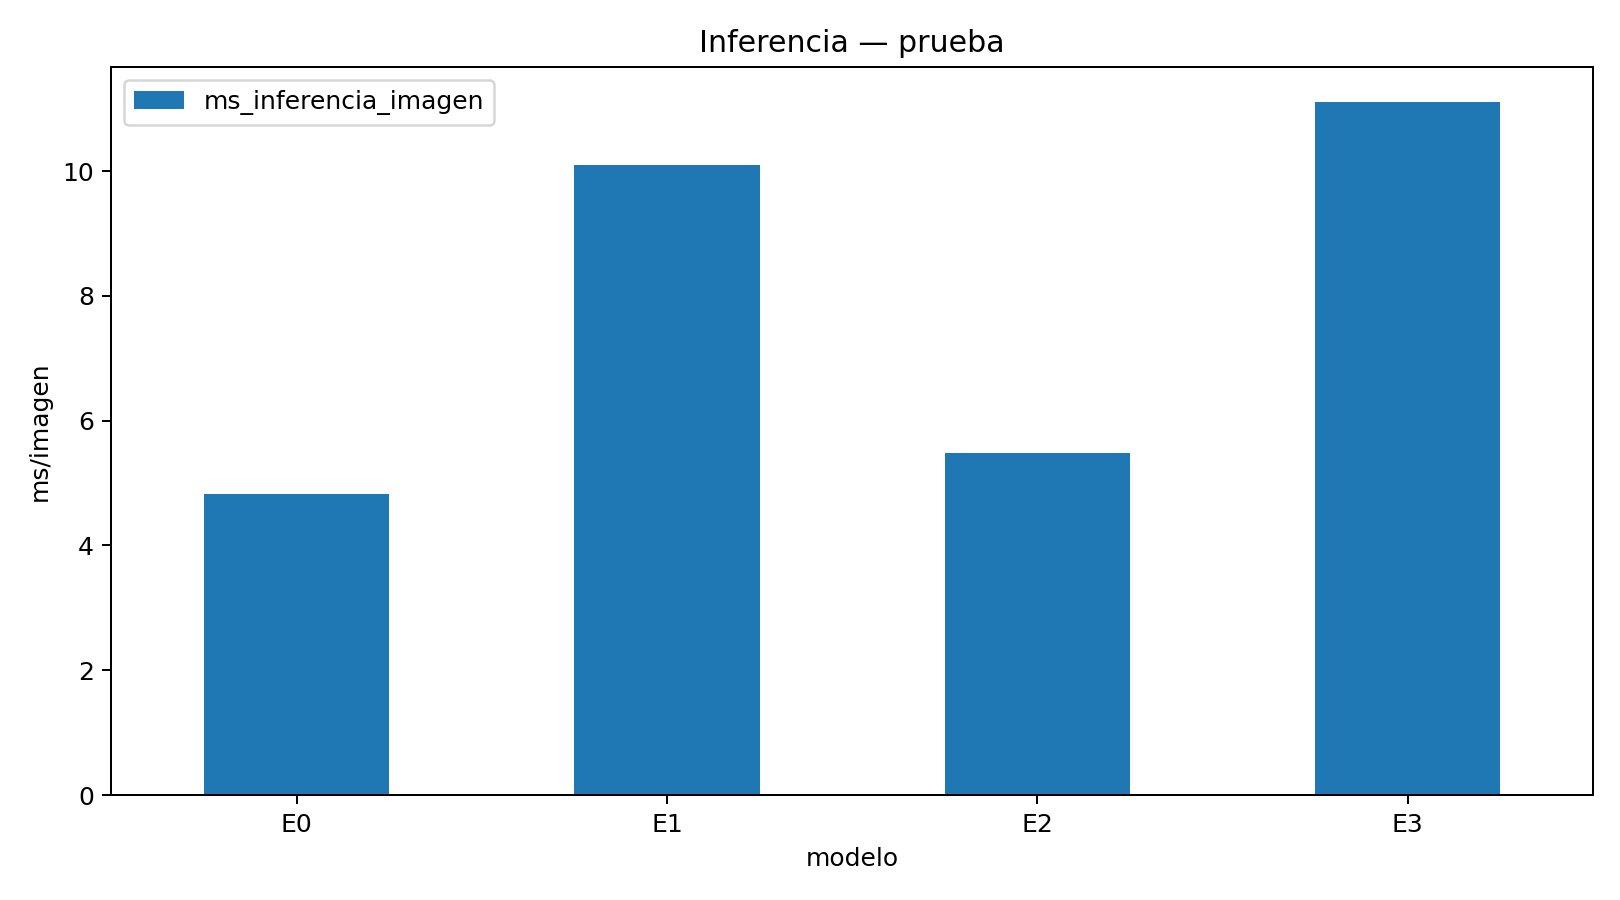 Inferencia — prueba
ms_inferencia_imagen
ms/imagen
10
8
6
4
2
0
E0 E1 E2 E3
modelo